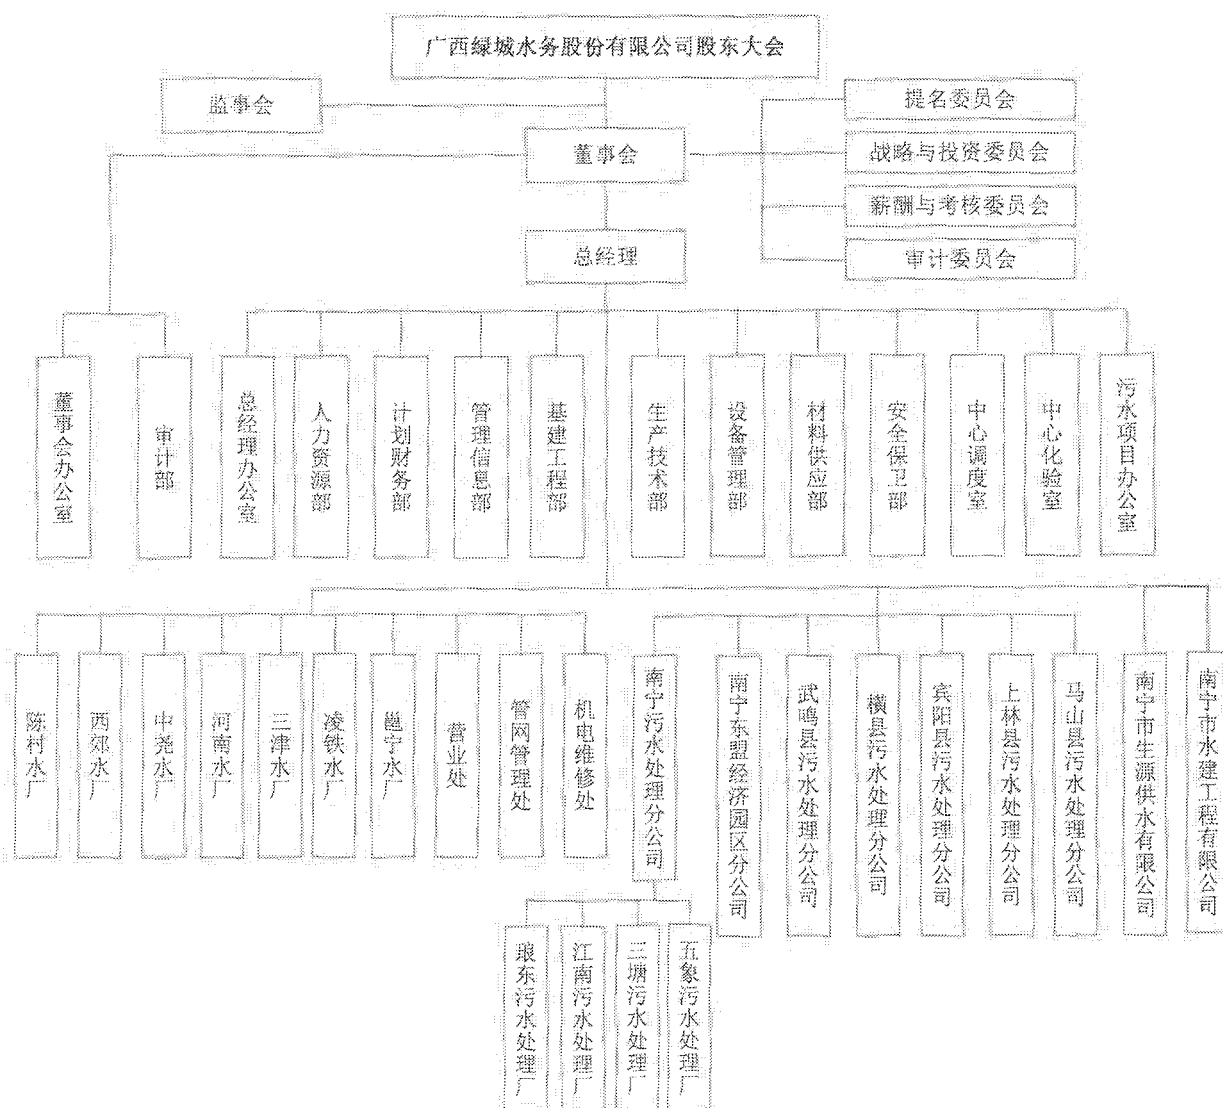 广西绿城水务股份有限公司股东大会
监事会
提名委员会
董事会
战略与投资委员会
薪酬与考核委员会
总经理
审计委员会
董事会办公室
审计部
总经理办公室
人力资源部
计划财务部
管理信息部
基建工程部
生产技术部
设备管理部
材料供应部
安全保卫部
中心调度室
中心化验室
污水项目办公室
陈村水厂
西郊水厂
中尧水厂
河南水厂
三津水厂
凌铁水厂
邕宁水厂
营业处
管网管理处
机电维修处
南宁污水处理分公司
南宁东盟经济园区分公司
武鸣县污水处理分公司
横县污水处理分公司
宾阳县污水处理分公司
上林县污水处理分公司
马山县污水处理分公司
南宁市生源供水有限公司
南宁市水建工程有限公司
琅东污水处理厂
江南污水处理厂
三塘污水处理厂
五象污水处理厂